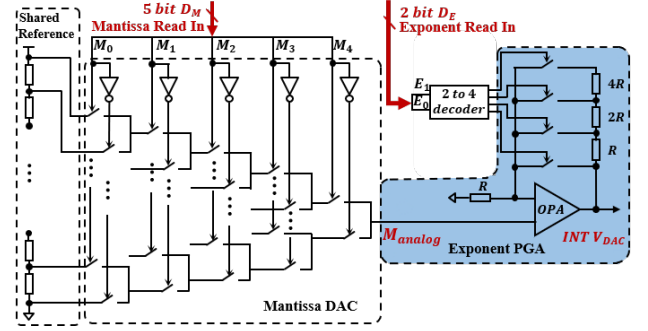 Shared
Reference
5 bit D_M
Mantissa Read In
2 bit D_E
Exponent Read In
M_0 M_1 M_2 M_3 M_4
E_1
E_0
2 to 4
decoder
4R
2R
R
R
OPA
M_analog
INT V_DAC
Exponent PGA
Mantissa DAC